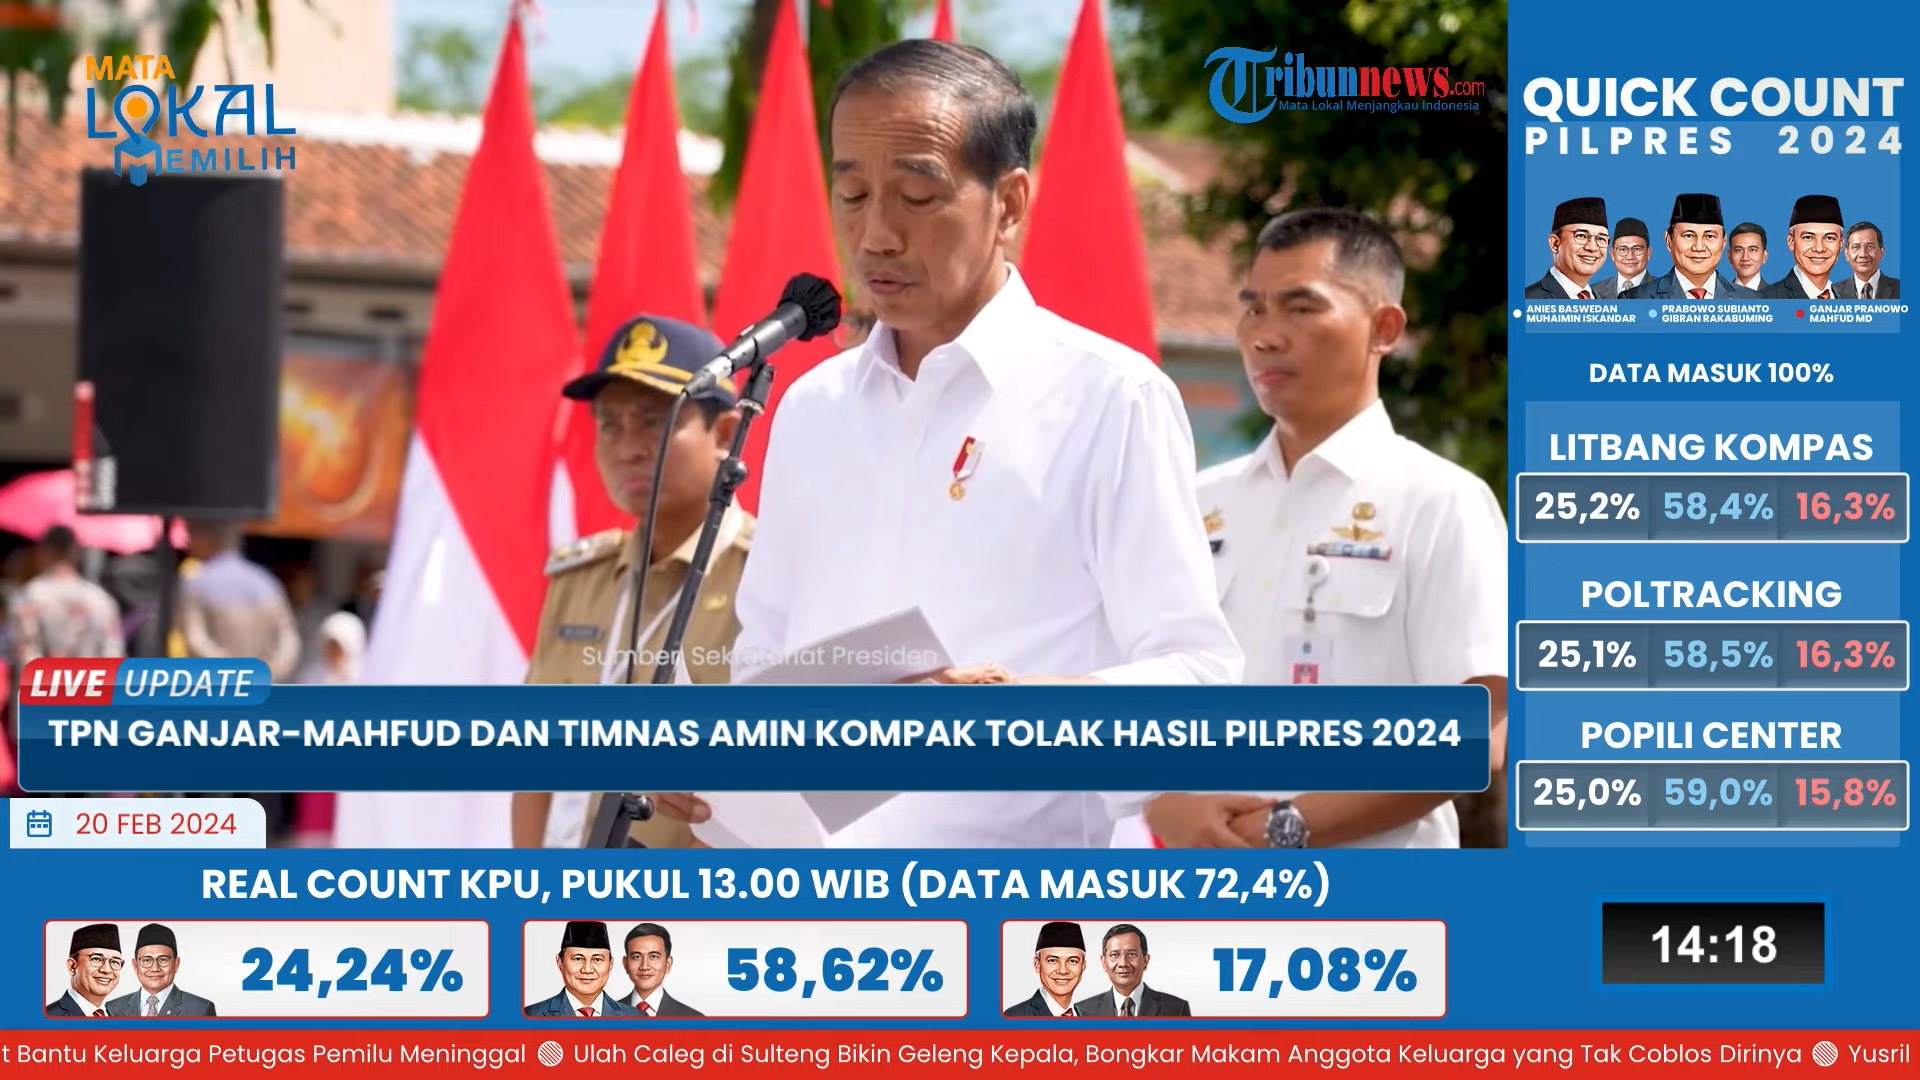 MATA
LOKAL
MEMILIH
Tribunnews.com
Mata Lokal Menjangkau Indonesia
QUICK COUNT
PILPRES 2024
ANIES BASWEDAN
MUHAIMIN ISKANDAR
PRABOWO SUBIANTO
GIBRAN RAKABUMING
GANJAR PRANOWO
MAHFUD MD
DATA MASUK 100%
LITBANG KOMPAS
25,2% 58,4% 16,3%
POLTRACKING
25,1% 58,5% 16,3%
POPILI CENTER
25,0% 59,0% 15,8%
Sumber: Sekretariat Presiden
LIVE UPDATE
TPN GANJAR-MAHFUD DAN TIMNAS AMIN KOMPAK TOLAK HASIL PILPRES 2024
20 FEB 2024
REAL COUNT KPU, PUKUL 13.00 WIB (DATA MASUK 72,4%)
24,24% 58,62% 17,08%
14:18
t Bantu Keluarga Petugas Pemilu Meninggal Ulah Caleg di Sulteng Bikin Geleng Kepala, Bongkar Makam Anggota Keluarga yang Tak Coblos Dirinya Yusril